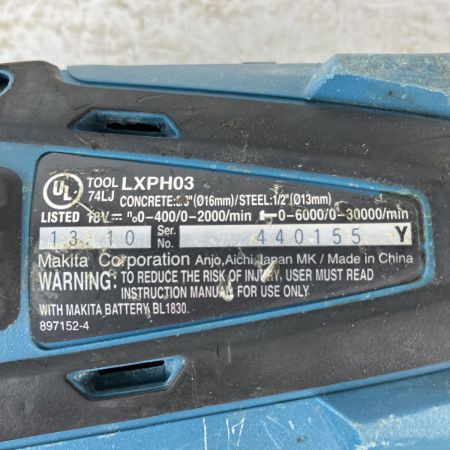 UL TOOL LXPH03
74LJ CONCRETE: (Ø16mm)/STEEL:1/2"(Ø13mm)
LISTED 18V⎓ n₀0-400/0-2000/min 0-6000/0-30000/min
13.10 Ser. No. 440155 Y
Makita Corporation Anjo,Aichi,Japan MK / Made in China
WARNING: TO REDUCE THE RISK OF INJURY, USER MUST READ
INSTRUCTION MANUAL FOR USE.
WITH MAKITA BATTERY BL1830.
897152-4